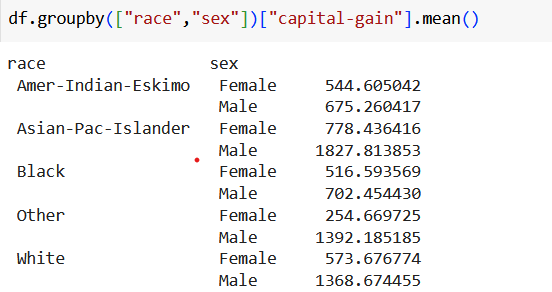 df.groupby(["race","sex"])["capital-gain"].mean()
race                sex
Amer-Indian-Eskimo  Female     544.605042
                    Male       675.260417
Asian-Pac-Islander  Female     778.436416
                    Male      1827.813853
Black               Female     516.593569
                    Male       702.454430
Other               Female     254.669725
                    Male      1392.185185
White               Female     573.676774
                    Male      1368.674455